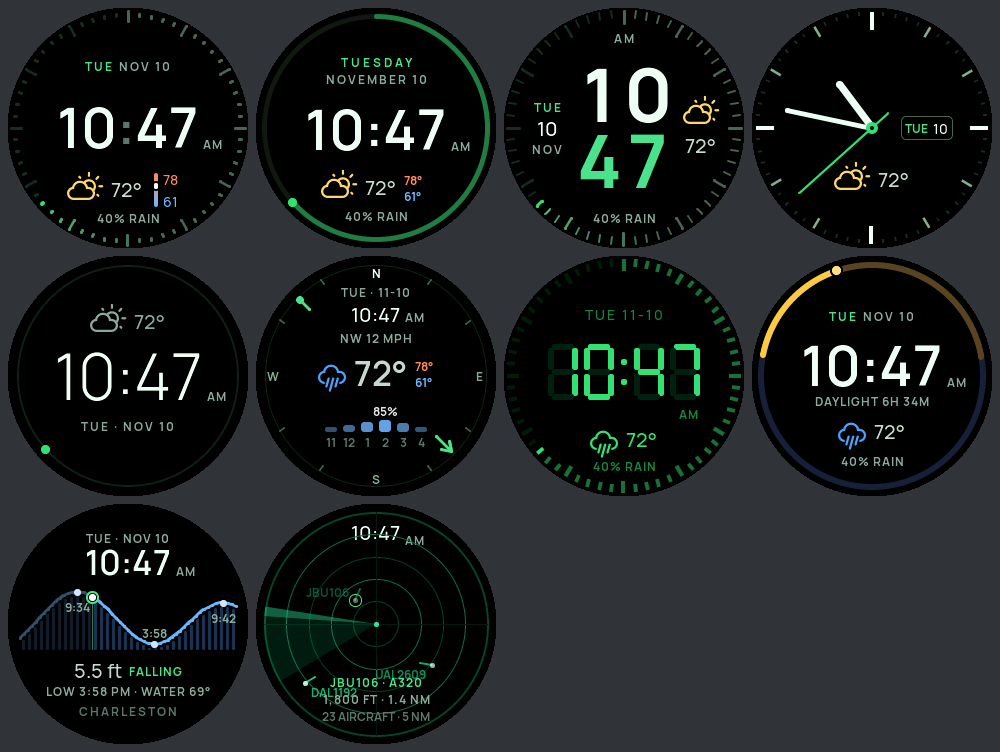 TUE NOV 10
10:47 AM
72° 78
61
40% RAIN
TUESDAY
NOVEMBER 10
10:47 AM
72° 78°
61°
40% RAIN
AM
TUE
10
NOV
10
47
72°
40% RAIN
TUE 10
72°
72°
10:47 AM
TUE · NOV 10
N
TUE · 11-10
10:47 AM
NW 12 MPH
W
72° 78°
61°
E
85%
11 12 1 2 3 4
S
TUE 11-10
10:47
AM
72°
40% RAIN
TUE NOV 10
10:47 AM
DAYLIGHT 6H 34M
72°
40% RAIN
TUE · NOV 10
10:47 AM
9:34
9:42
3:58
5.5 ft FALLING
LOW 3:58 PM · WATER 69°
CHARLESTON
10:47 AM
JBU106
UAL2609
JBU106 · A320
DAL1192
1,800 FT · 1.4 NM
23 AIRCRAFT · 5 NM